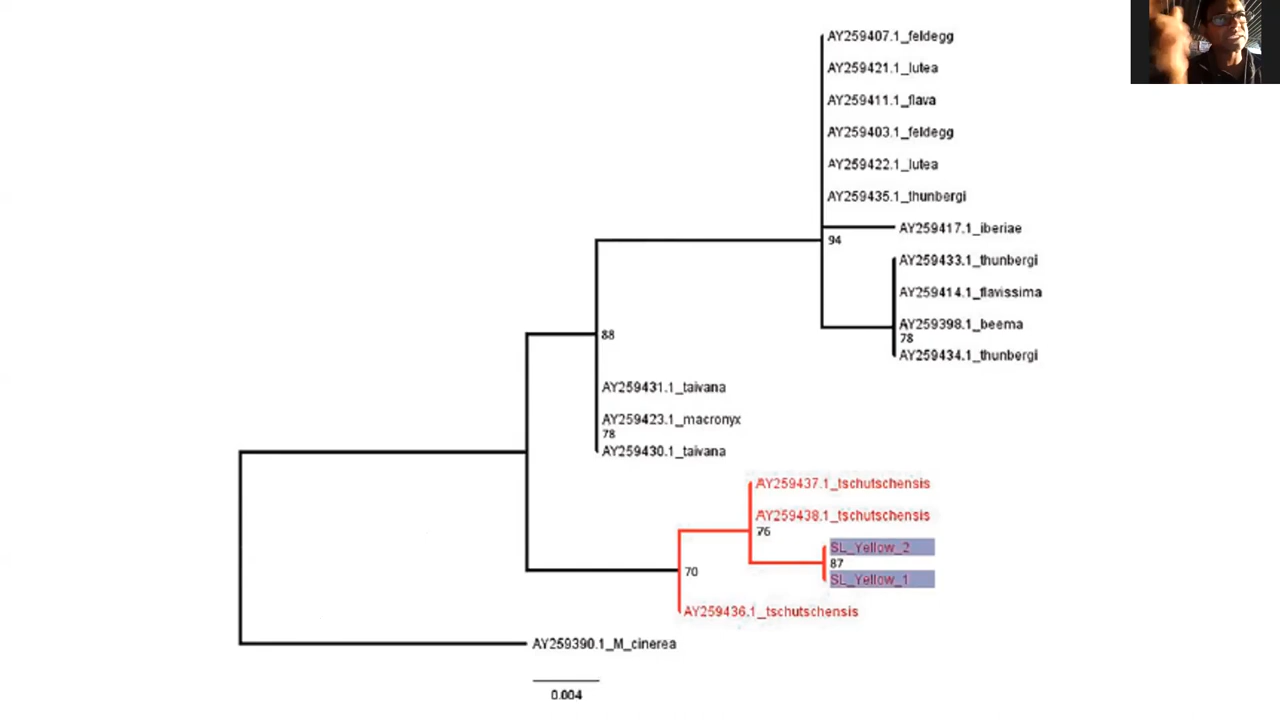 AY259407.1_feldegg
AY259421.1_lutea
AY259411.1_flava
AY259403.1_feldegg
AY259422.1_lutea
AY259435.1_thunbergi
AY259417.1_iberiae
94
AY259433.1_thunbergi
AY259414.1_flavissima
AY259398.1_beema
88
78
AY259434.1_thunbergi
AY259431.1_taivana
AY259423.1_macronyx
78
AY259430.1_taivana
AY259437.1_tschutschensis
AY259438.1_tschutschensis
76
SL_Yellow_2
87
70
SL_Yellow_1
AY259436.1_tschutschensis
AY259390.1_M_cinerea
0.004